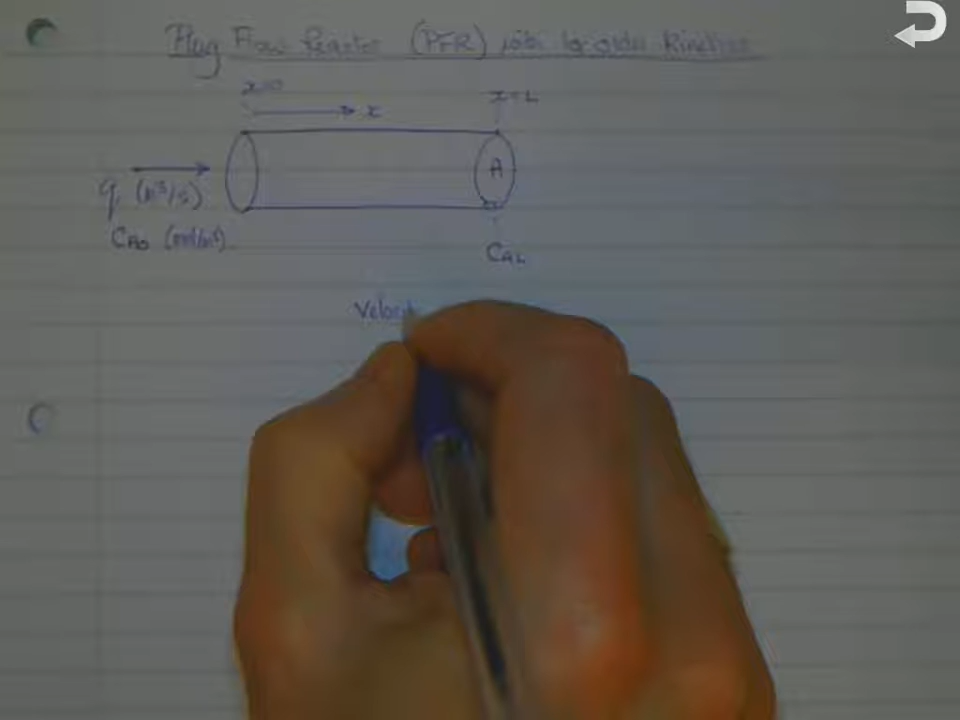 Plug Flow Reactor (PFR) with 1st order Kinetics
x=0
x=L
x
A
q (m³/s)
CA0 (mol/m³)
CAL
Veloci